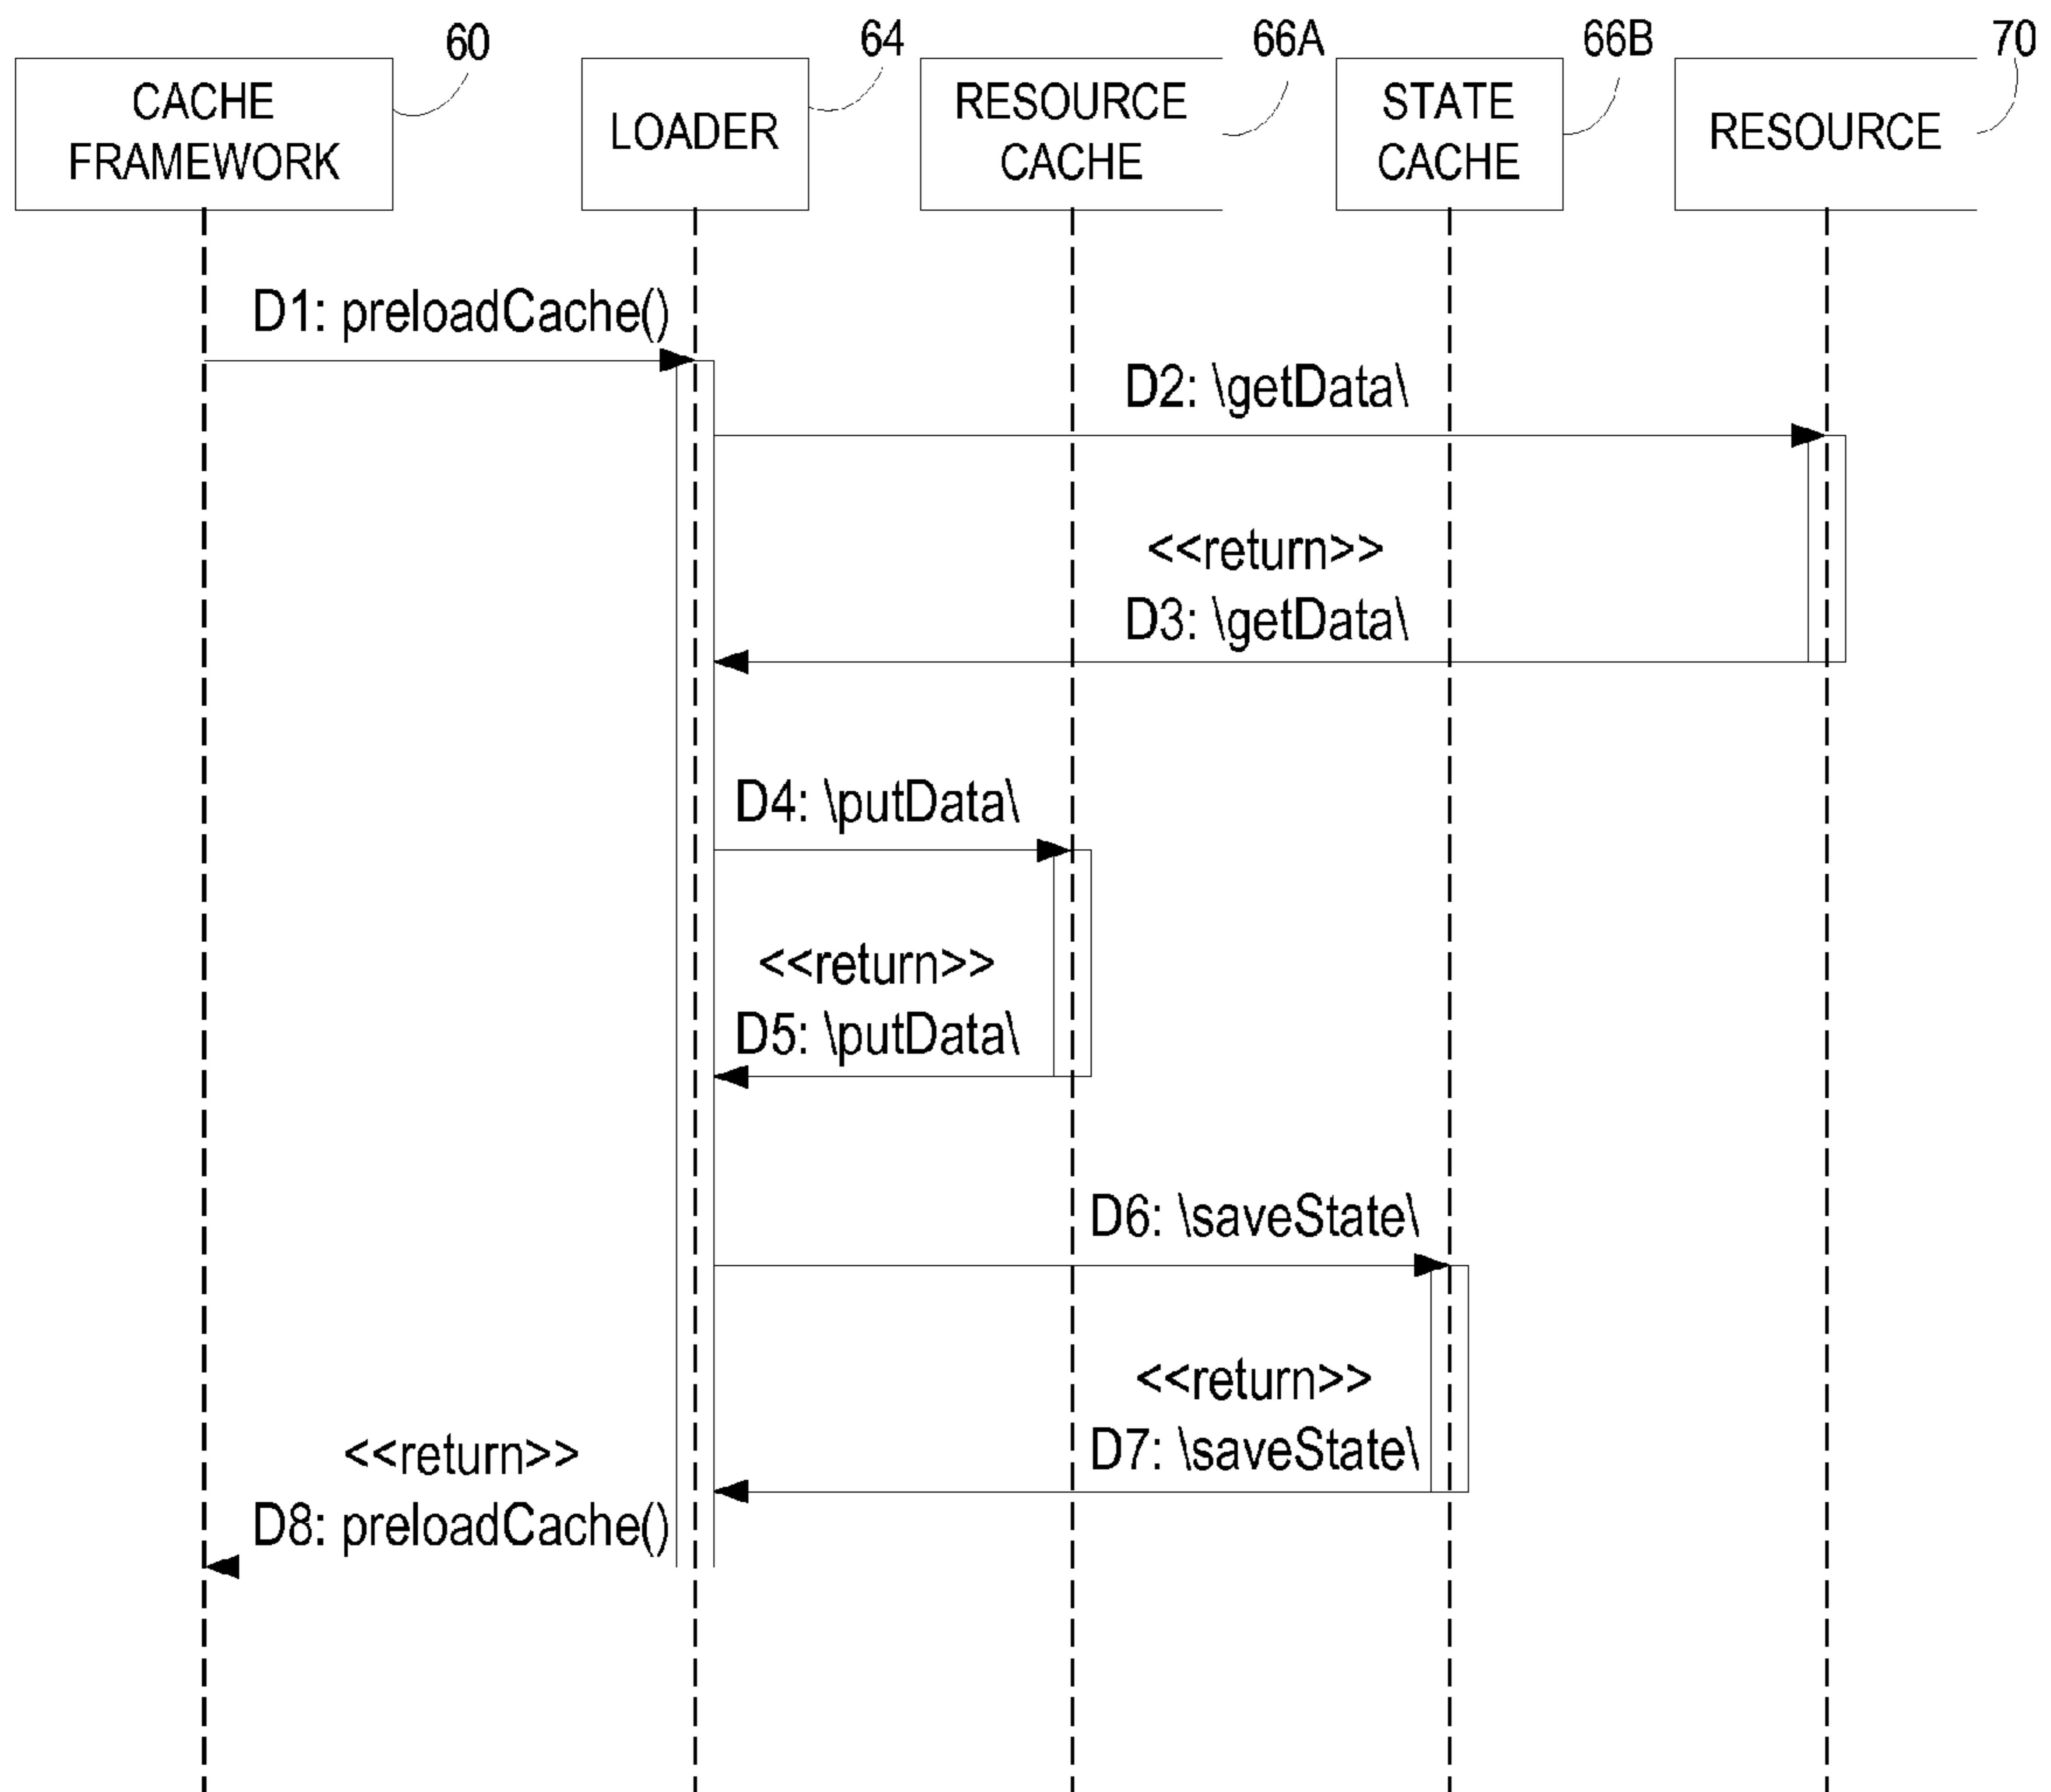 60
64
66A
66B
70
CACHE
FRAMEWORK
LOADER
RESOURCE
CACHE
STATE
CACHE
RESOURCE
D1: preloadCache()
D2: \getData\
<<return>>
D3: \getData\
D4: \putData\
<<return>>
D5: \putData\
D6: \saveState\
<<return>>
D7: \saveState\
<<return>>
D8: preloadCache()